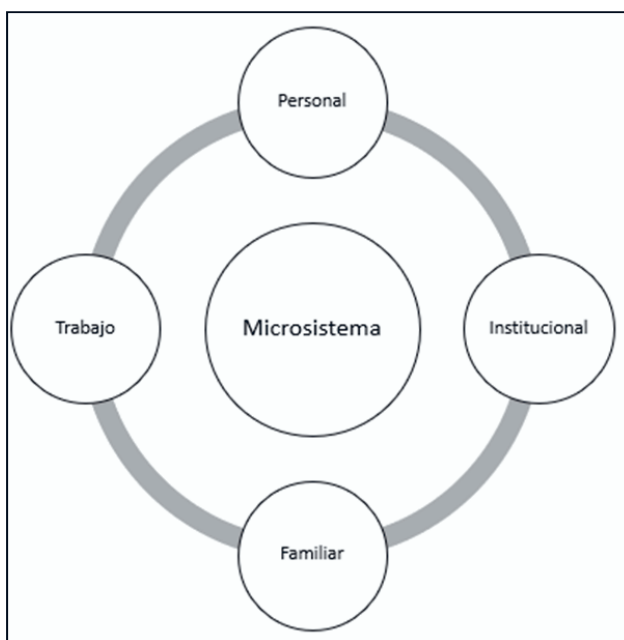 Personal
Trabajo
Microsistema
Institucional
Familiar